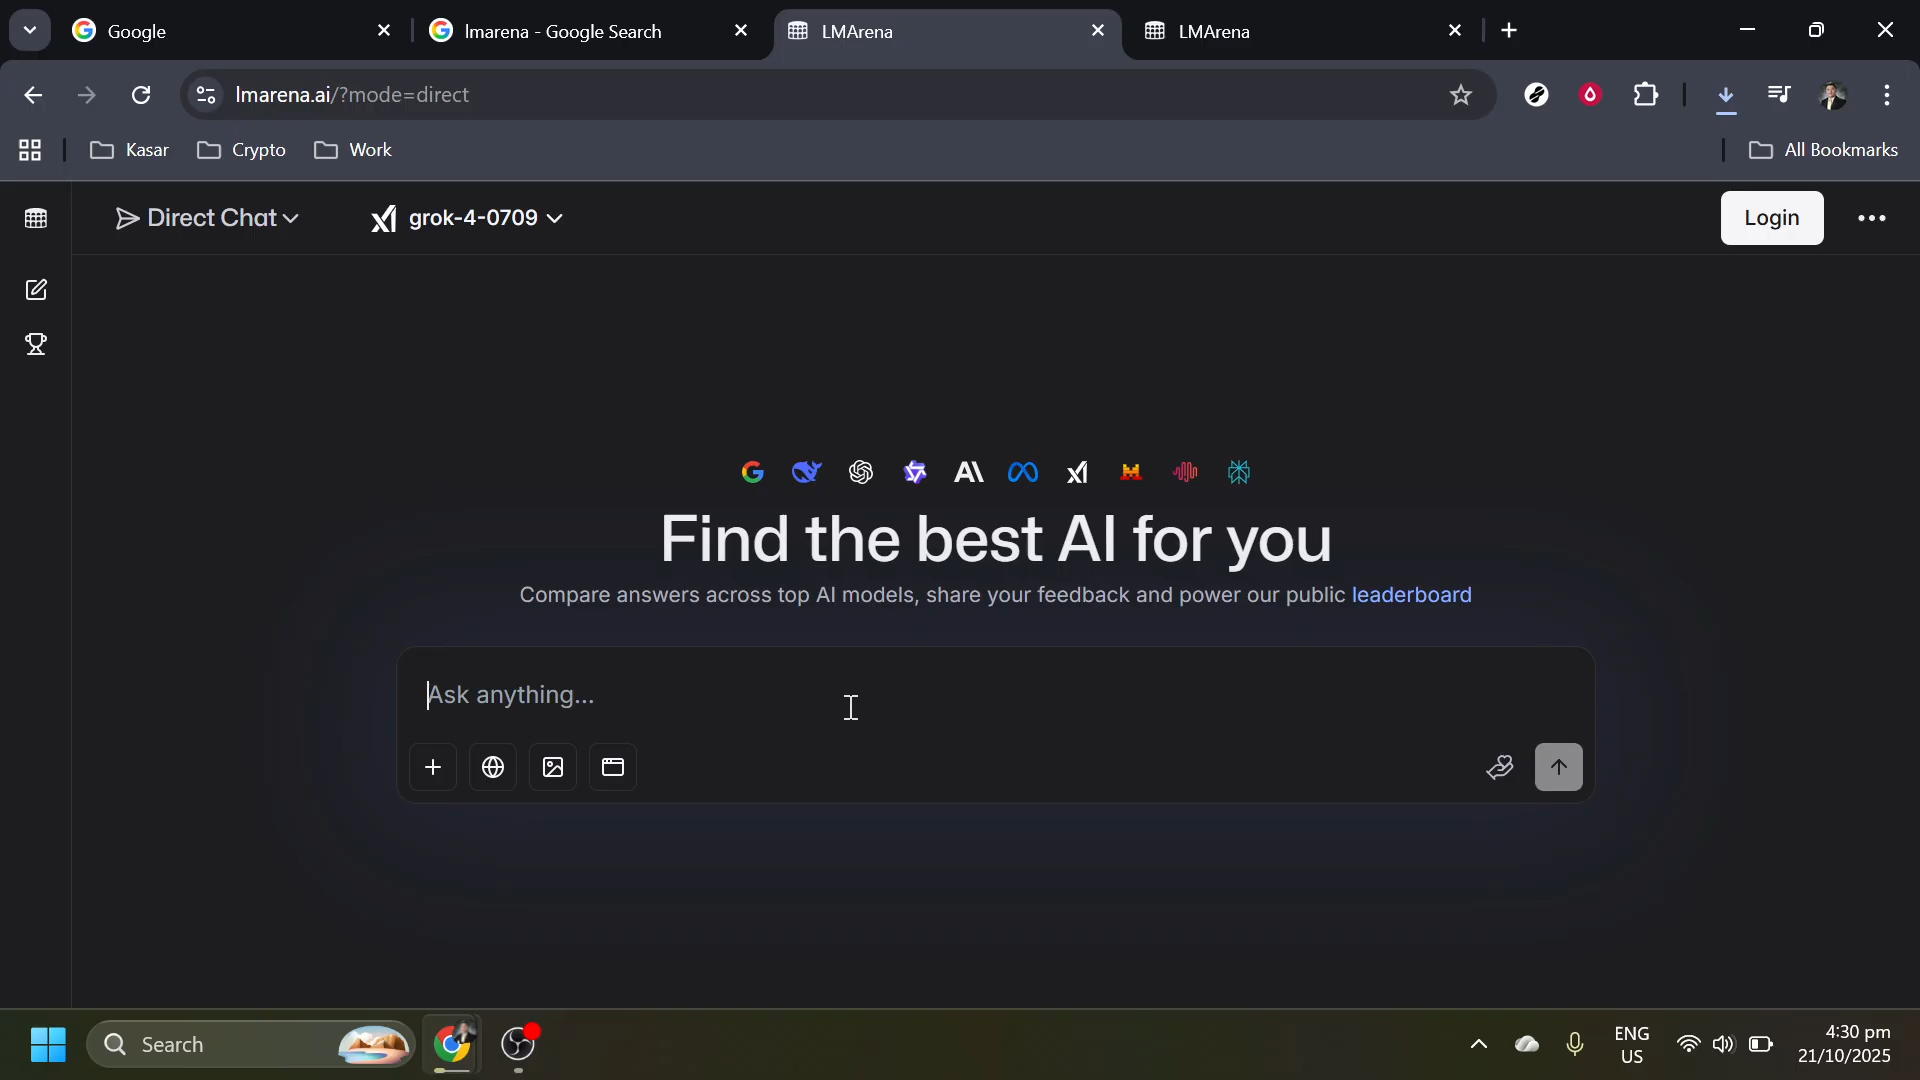 Google
lmarena - Google Search
LMArena
LMArena
lmarena.ai/?mode=direct
Kasar
Crypto
Work
All Bookmarks
Direct Chat
grok-4-0709
Login
Find the best AI for you
Compare answers across top AI models, share your feedback and power our public leaderboard
Ask anything...
Search
ENG
US
4:30 pm
21/10/2025